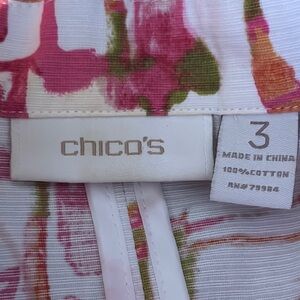 chico's
3
MADE IN CHINA
100% COTTON
RN# 79984